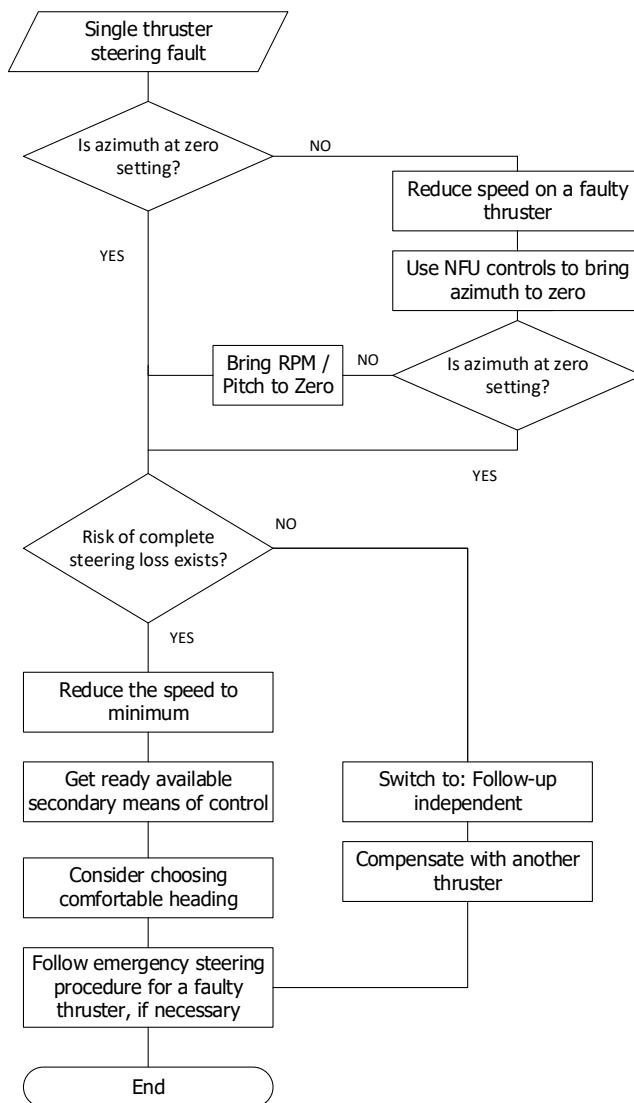 Single thruster
steering fault
Is azimuth at zero
setting?
NO
Reduce speed on a faulty
thruster
YES
Use NFU controls to bring
azimuth to zero
Bring RPM /
Pitch to Zero
NO
Is azimuth at zero
setting?
YES
Risk of complete
steering loss exists?
NO
YES
Reduce the speed to
minimum
Get ready available
secondary means of control
Switch to: Follow-up
independent
Consider choosing
comfortable heading
Compensate with another
thruster
Follow emergency steering
procedure for a faulty
thruster, if necessary
End